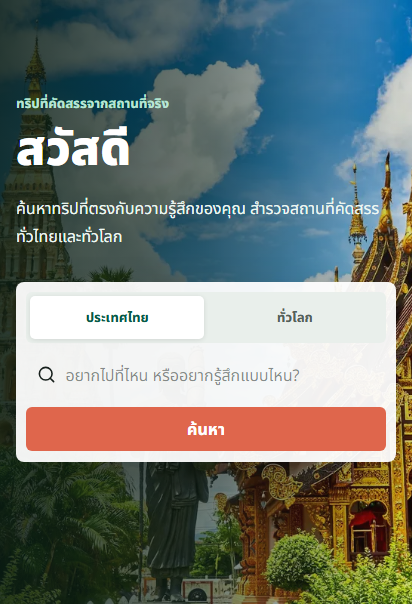 ทริปที่คัดสรรจากสถานที่จริง
สวัสดี
ค้นหาทริปที่ตรงกับความรู้สึกของคุณ สำรวจสถานที่คัดสรร
ทั่วไทยและทั่วโลก
ประเทศไทย
ทั่วโลก
อยากไปที่ไหน หรืออยากรู้สึกแบบไหน?
ค้นหา